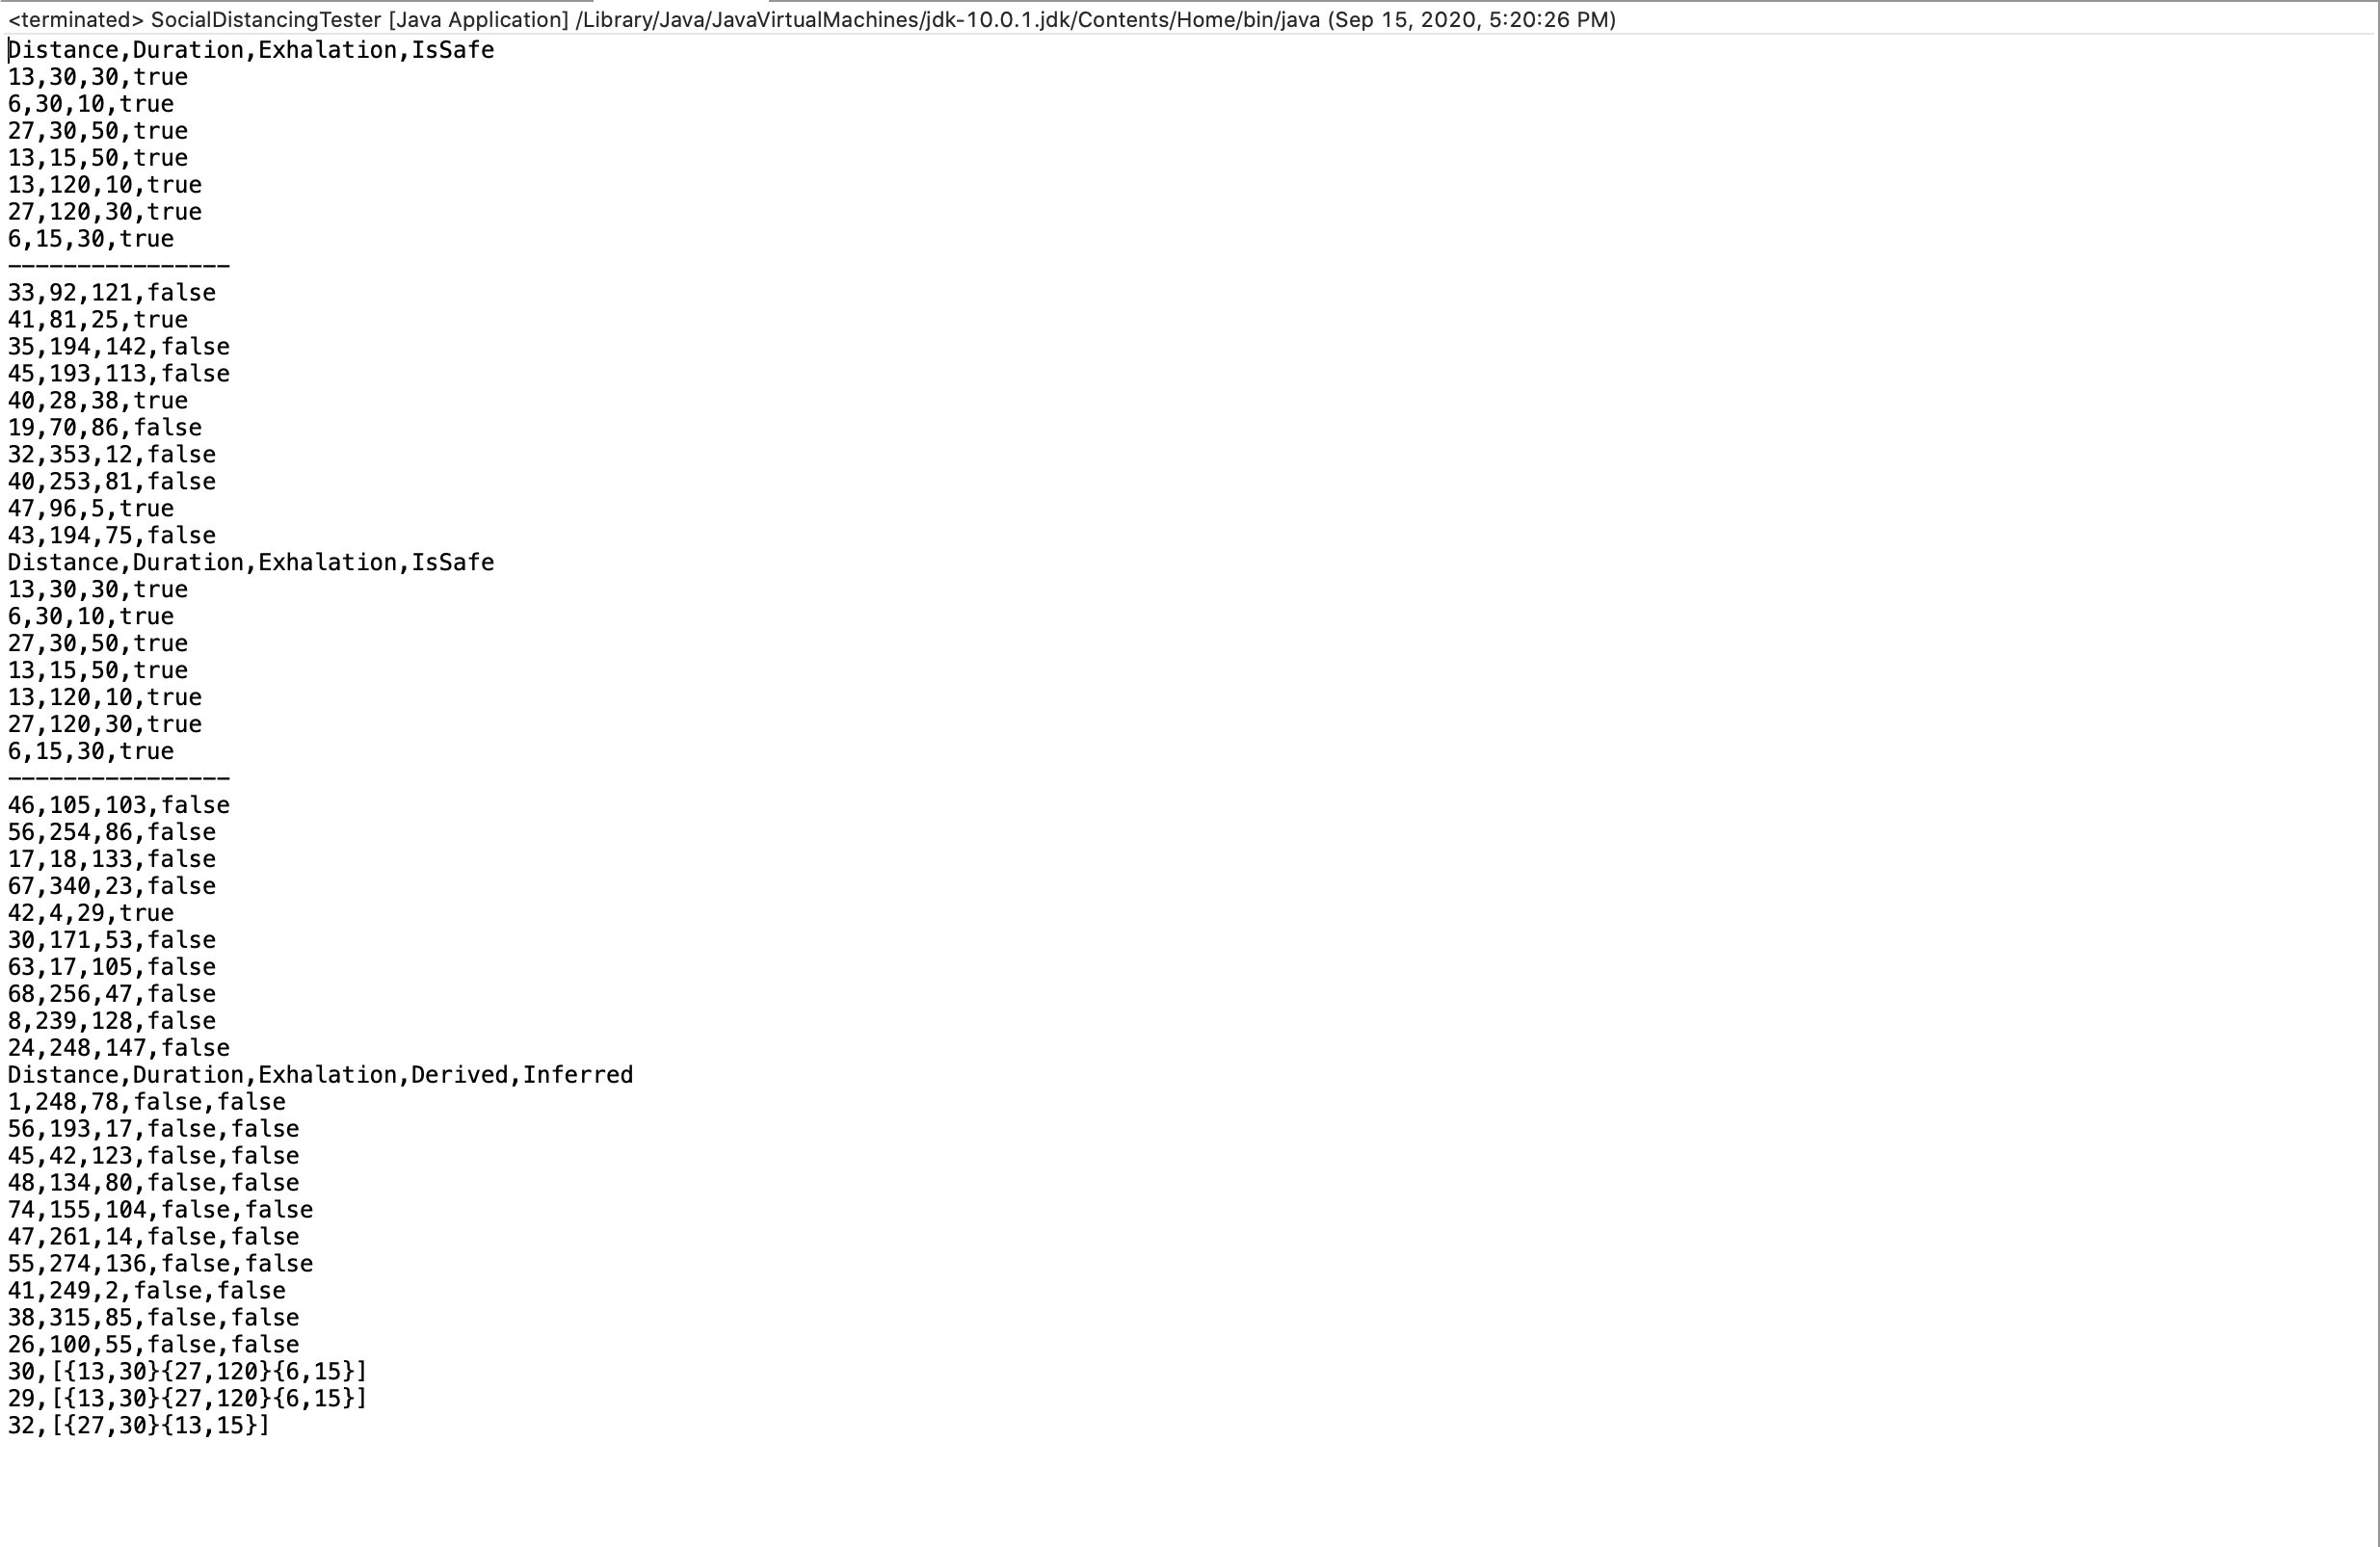 <terminated> SocialDistancingTester [Java Application] /Library/Java/JavaVirtualMachines/jdk-10.0.1.jdk/Contents/Home/bin/java (Sep 15, 2020, 5:20:26 PM)
Distance,Duration,Exhalation,IsSafe
13,30,30,true
6,30,10,true
27,30,50,true
13,15,50,true
13,120,10,true
27,120,30,true
6,15,30,true
----------------
33,92,121,false
41,81,25,true
35,194,142,false
45,193,113,false
40,28,38,true
19,70,86,false
32,353,12,false
40,253,81,false
47,96,5,true
43,194,75,false
Distance,Duration,Exhalation,IsSafe
13,30,30,true
6,30,10,true
27,30,50,true
13,15,50,true
13,120,10,true
27,120,30,true
6,15,30,true
----------------
46,105,103,false
56,254,86,false
17,18,133,false
67,340,23,false
42,4,29,true
30,171,53,false
63,17,105,false
68,256,47,false
8,239,128,false
24,248,147,false
Distance,Duration,Exhalation,Derived,Inferred
1,248,78,false,false
56,193,17,false,false
45,42,123,false,false
48,134,80,false,false
74,155,104,false,false
47,261,14,false,false
55,274,136,false,false
41,249,2,false,false
38,315,85,false,false
26,100,55,false,false
30,[{13,30}{27,120}{6,15}]
29,[{13,30}{27,120}{6,15}]
32,[{27,30}{13,15}]